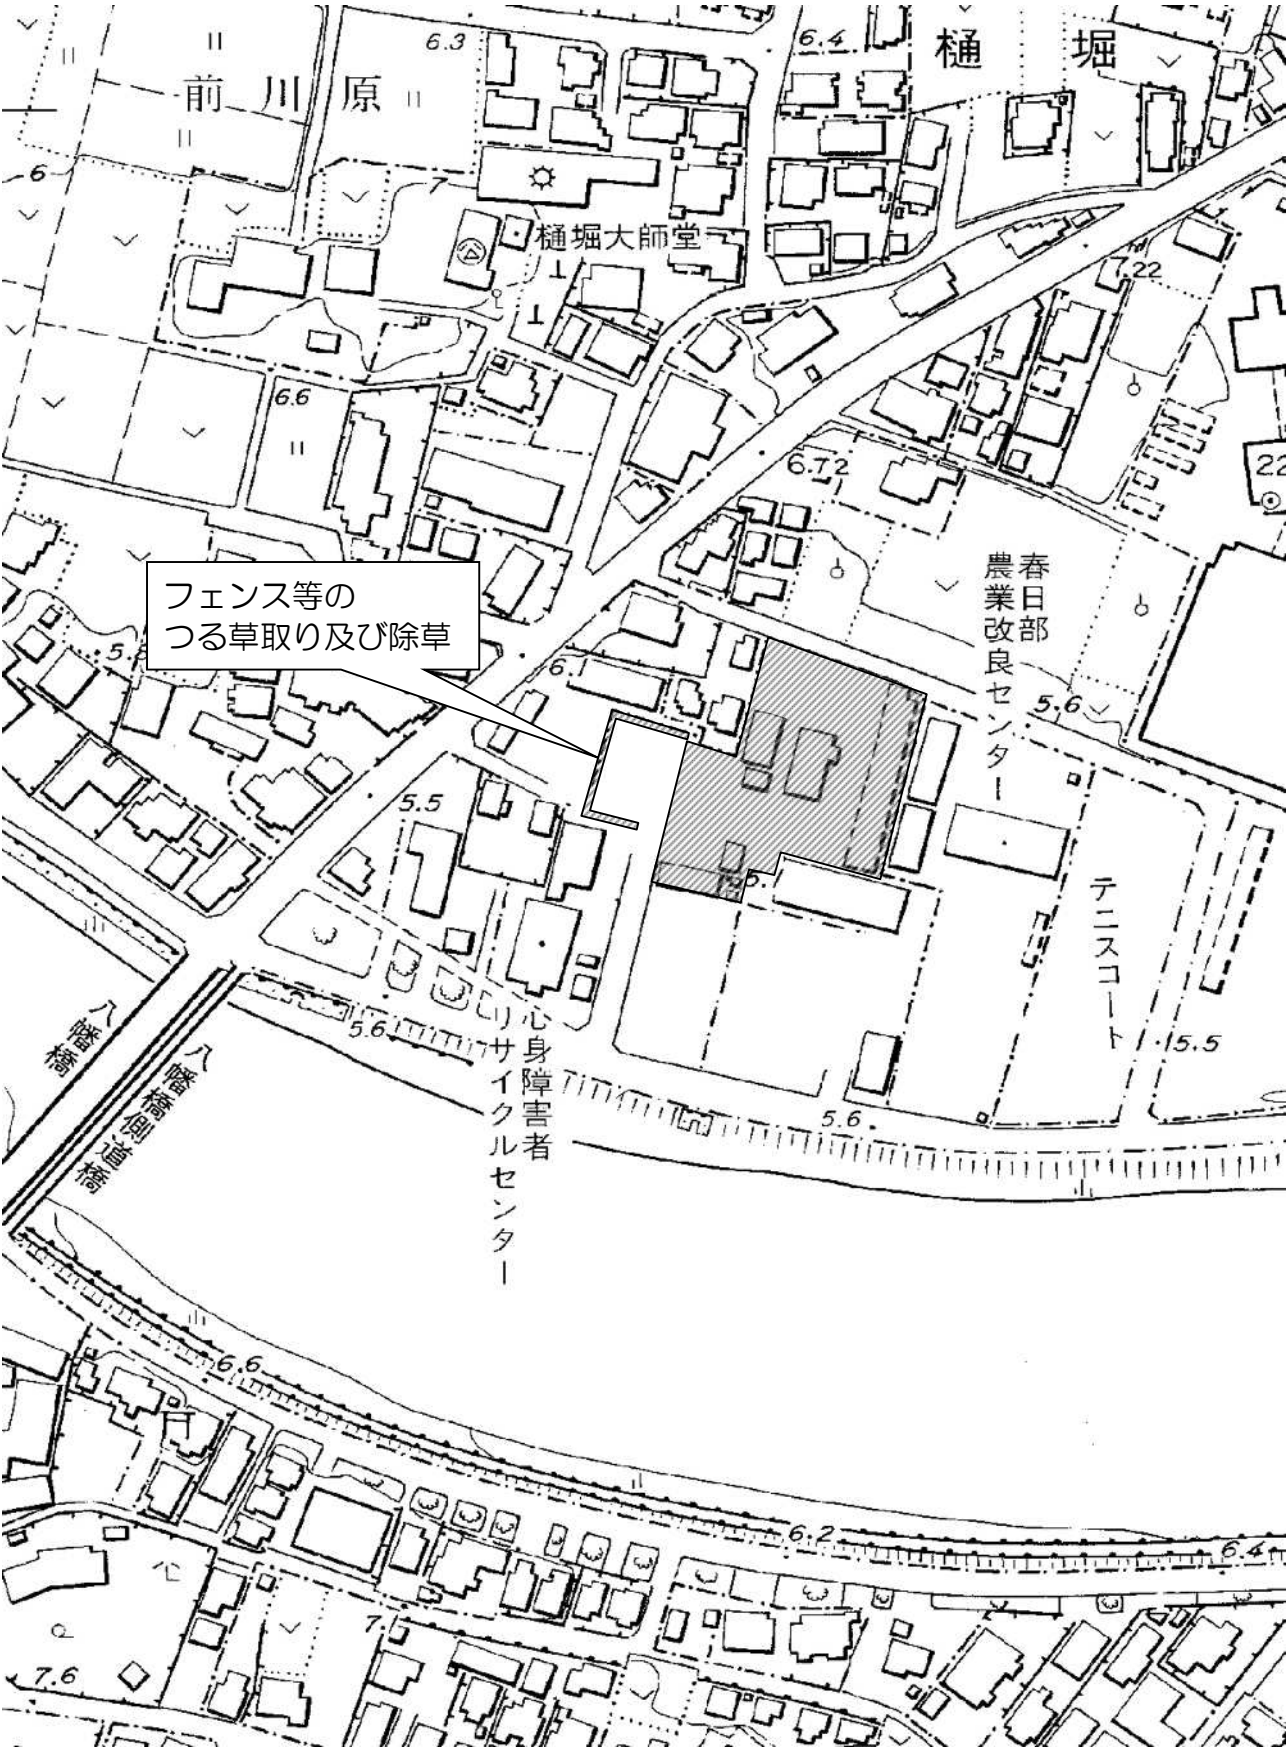 6.3
6.4
樋堀
前川原
6
7
樋堀大師堂
7.22
6.6
6.72
22
フェンス等の
つる草取り及び除草
春日部
農業改良センター
5.6
5.5
テニスコート
八幡橋
八幡橋側道橋
5.6
心身障害者
リサイクルセンター
5.6
5.5
6.6
6.2
6.4
7.6